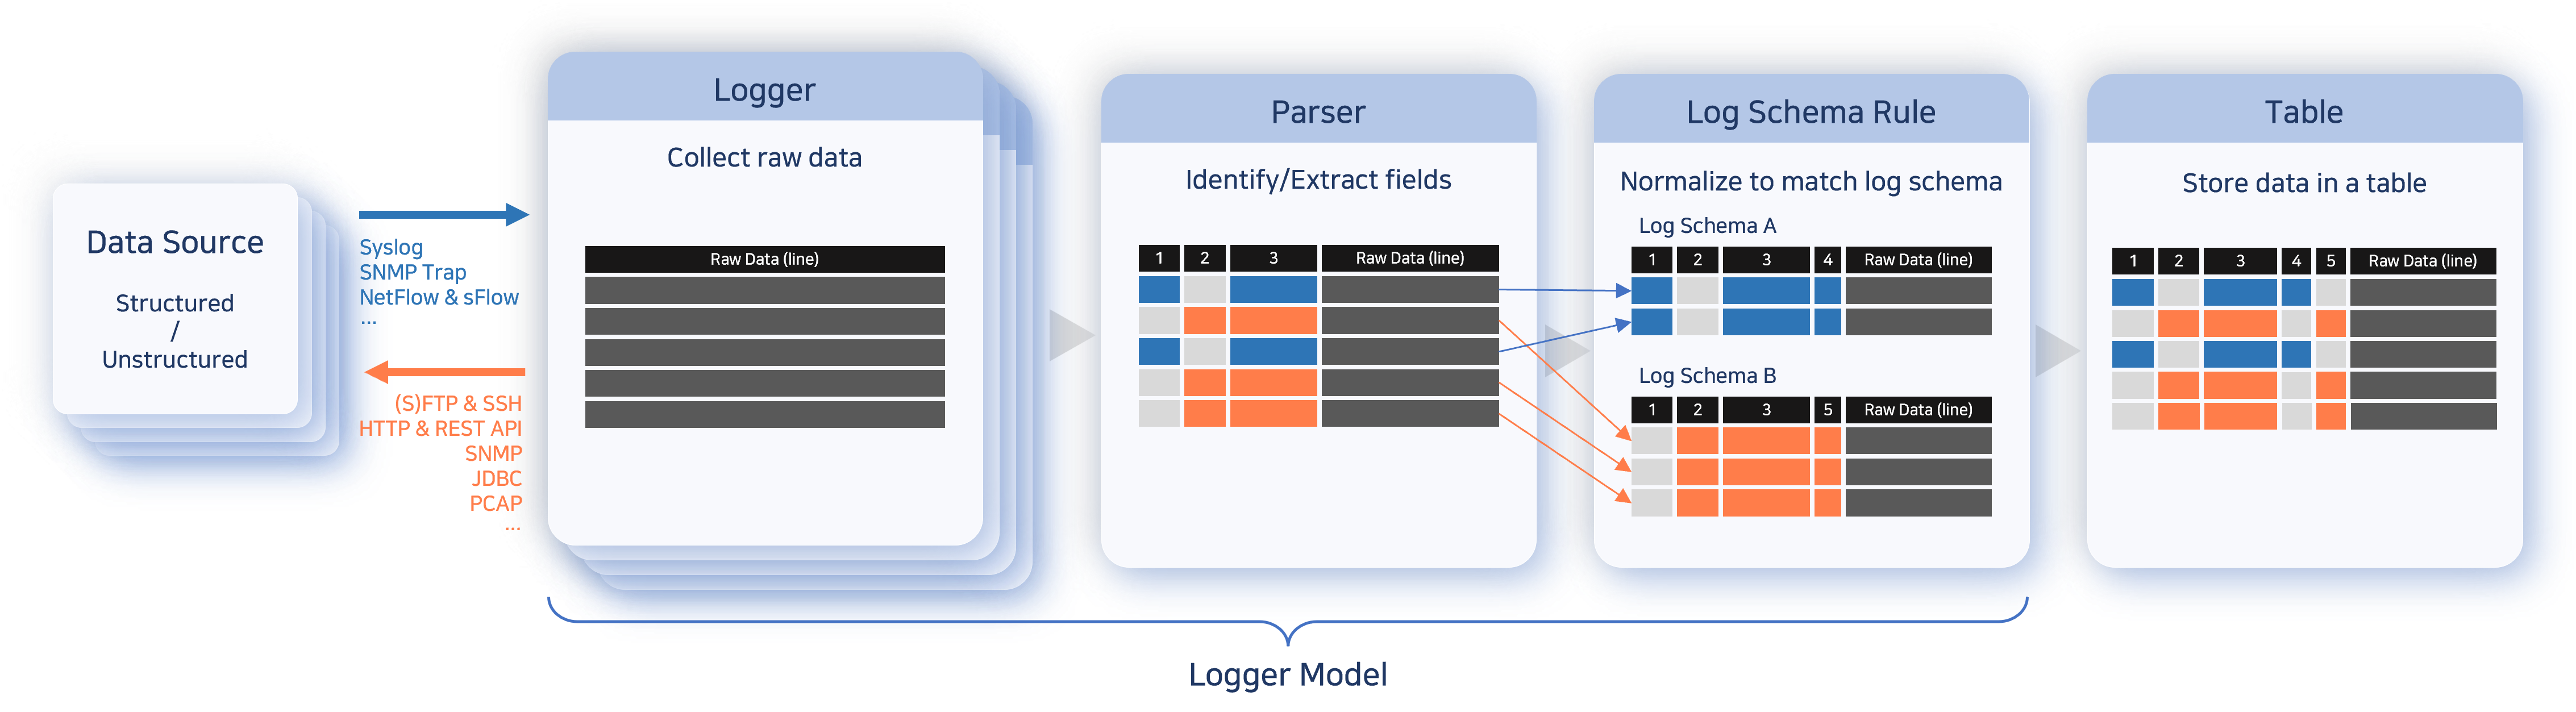 Data Source
Structured
/
Unstructured
Syslog
SNMP Trap
NetFlow & sFlow
...
(S)FTP & SSH
HTTP & REST API
SNMP
JDBC
PCAP
...
Logger
Collect raw data
Raw Data (line)
Parser
Identify/Extract fields
1 2 3 Raw Data (line)
Log Schema Rule
Normalize to match log schema
Log Schema A
1 2 3 4 Raw Data (line)
Log Schema B
1 2 3 5 Raw Data (line)
Table
Store data in a table
1 2 3 4 5 Raw Data (line)
Logger Model